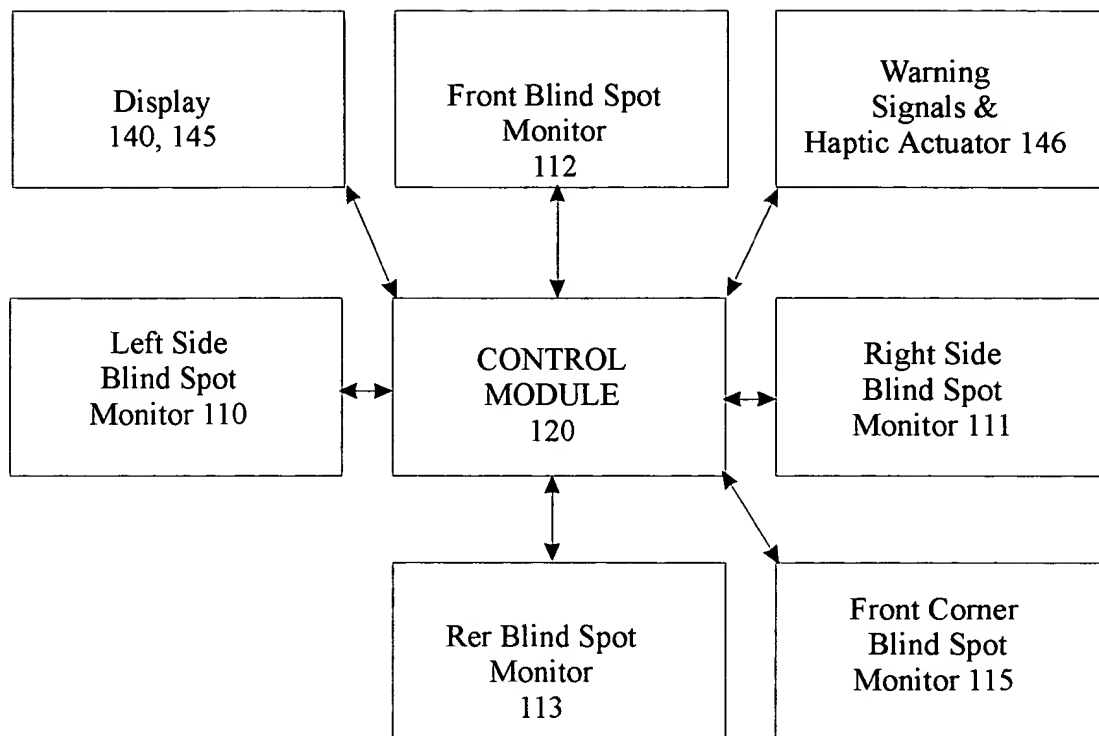 Display
140, 145
Front Blind Spot
Monitor
112
Warning
Signals &
Haptic Actuator 146
Left Side
Blind Spot
Monitor 110
CONTROL
MODULE
120
Right Side
Blind Spot
Monitor 111
Rer Blind Spot
Monitor
113
Front Corner
Blind Spot
Monitor 115